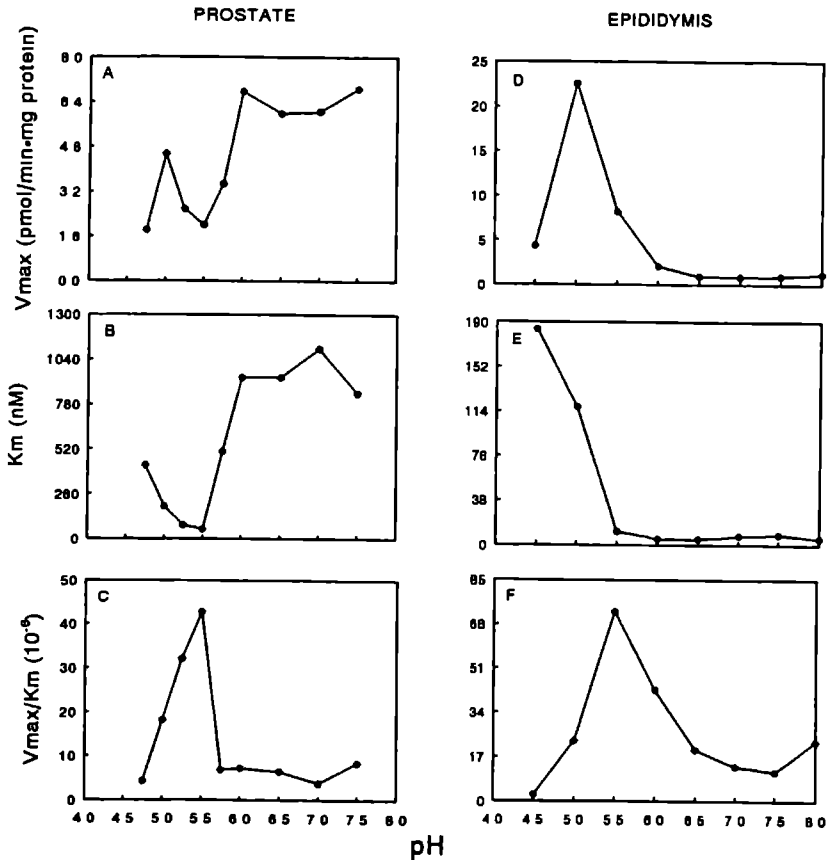 PROSTATE
EPIDIDYMIS
Vmax (pmol/min•mg protein)
A
8 0
6 4
4 8
3 2
1 6
0 0
D
25
20
15
10
5
0
Km (nM)
B
1300
1040
780
520
260
0
E
190
152
114
78
38
0
Vmax/Km (10⁻⁶)
C
50
40
30
20
10
0
F
85
68
51
34
17
0
4 0 4 5 5 0 5 5 6 0 6 5 7 0 7 5 8 0
4 0 4 5 5 0 5 5 6 0 6 5 7 0 7 5 8 0
pH